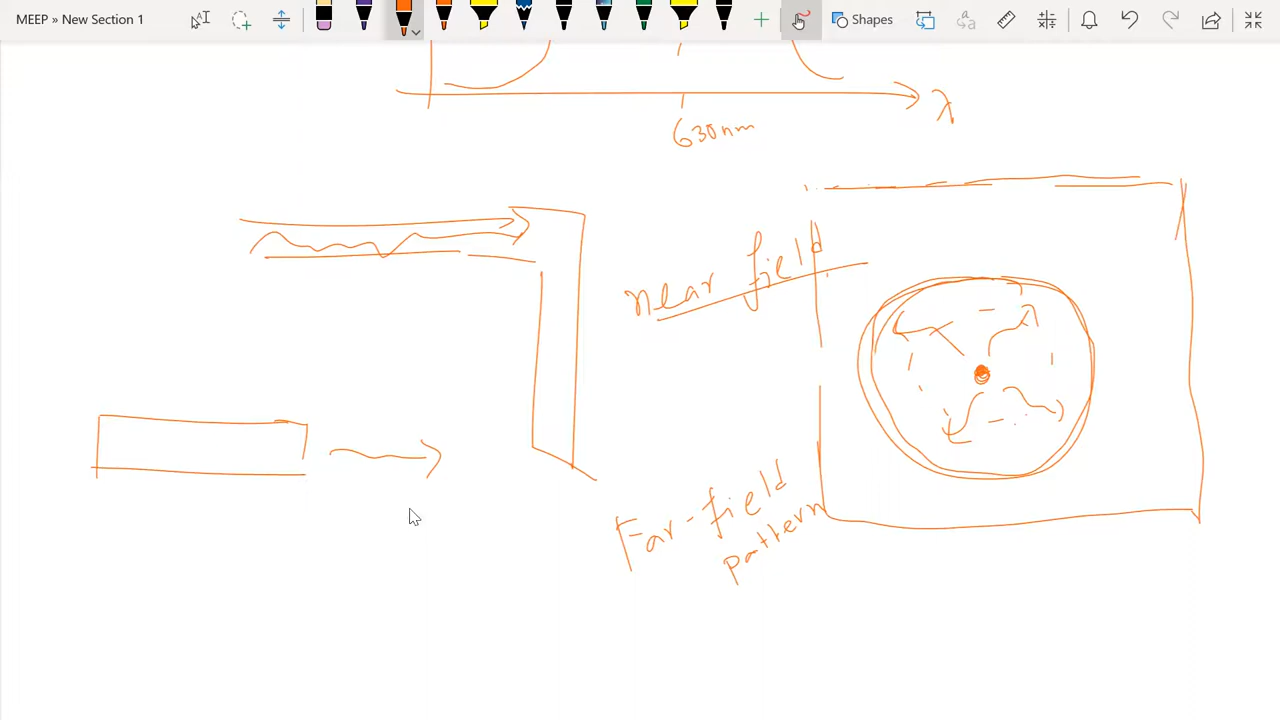 MEEP » New Section 1
Shapes
λ
630nm
near field
Far-field
pattern